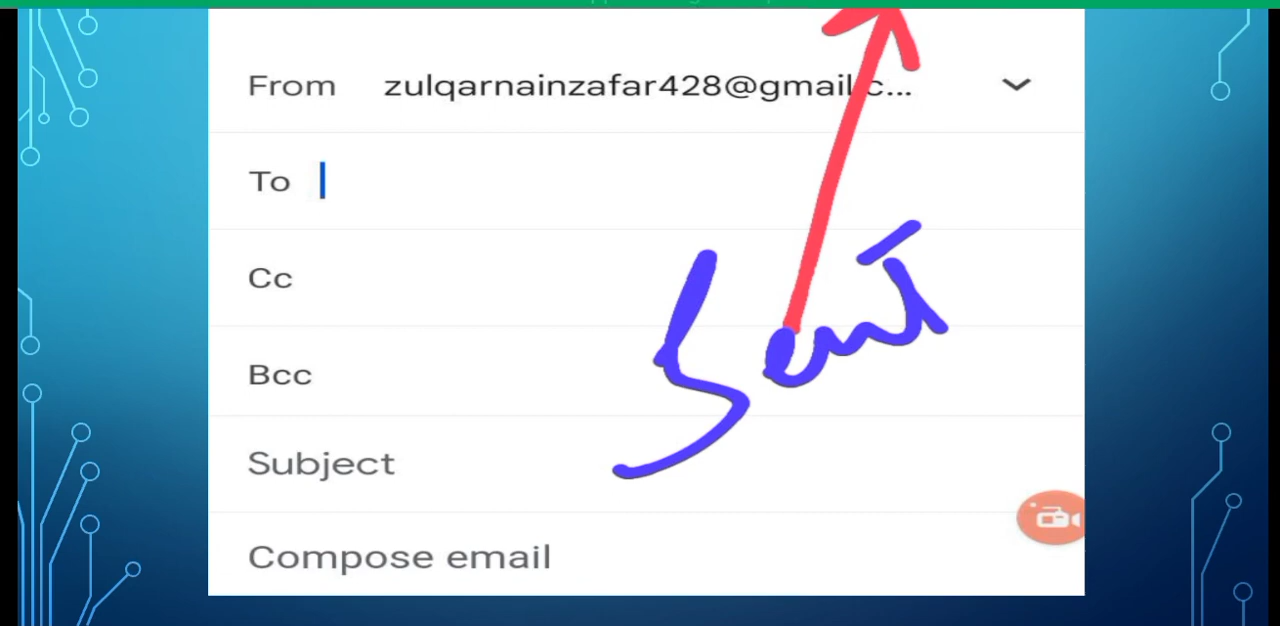 From zulqarnainzafar428@gmail.c...
To
Cc
Sent
Bcc
Subject
Compose email